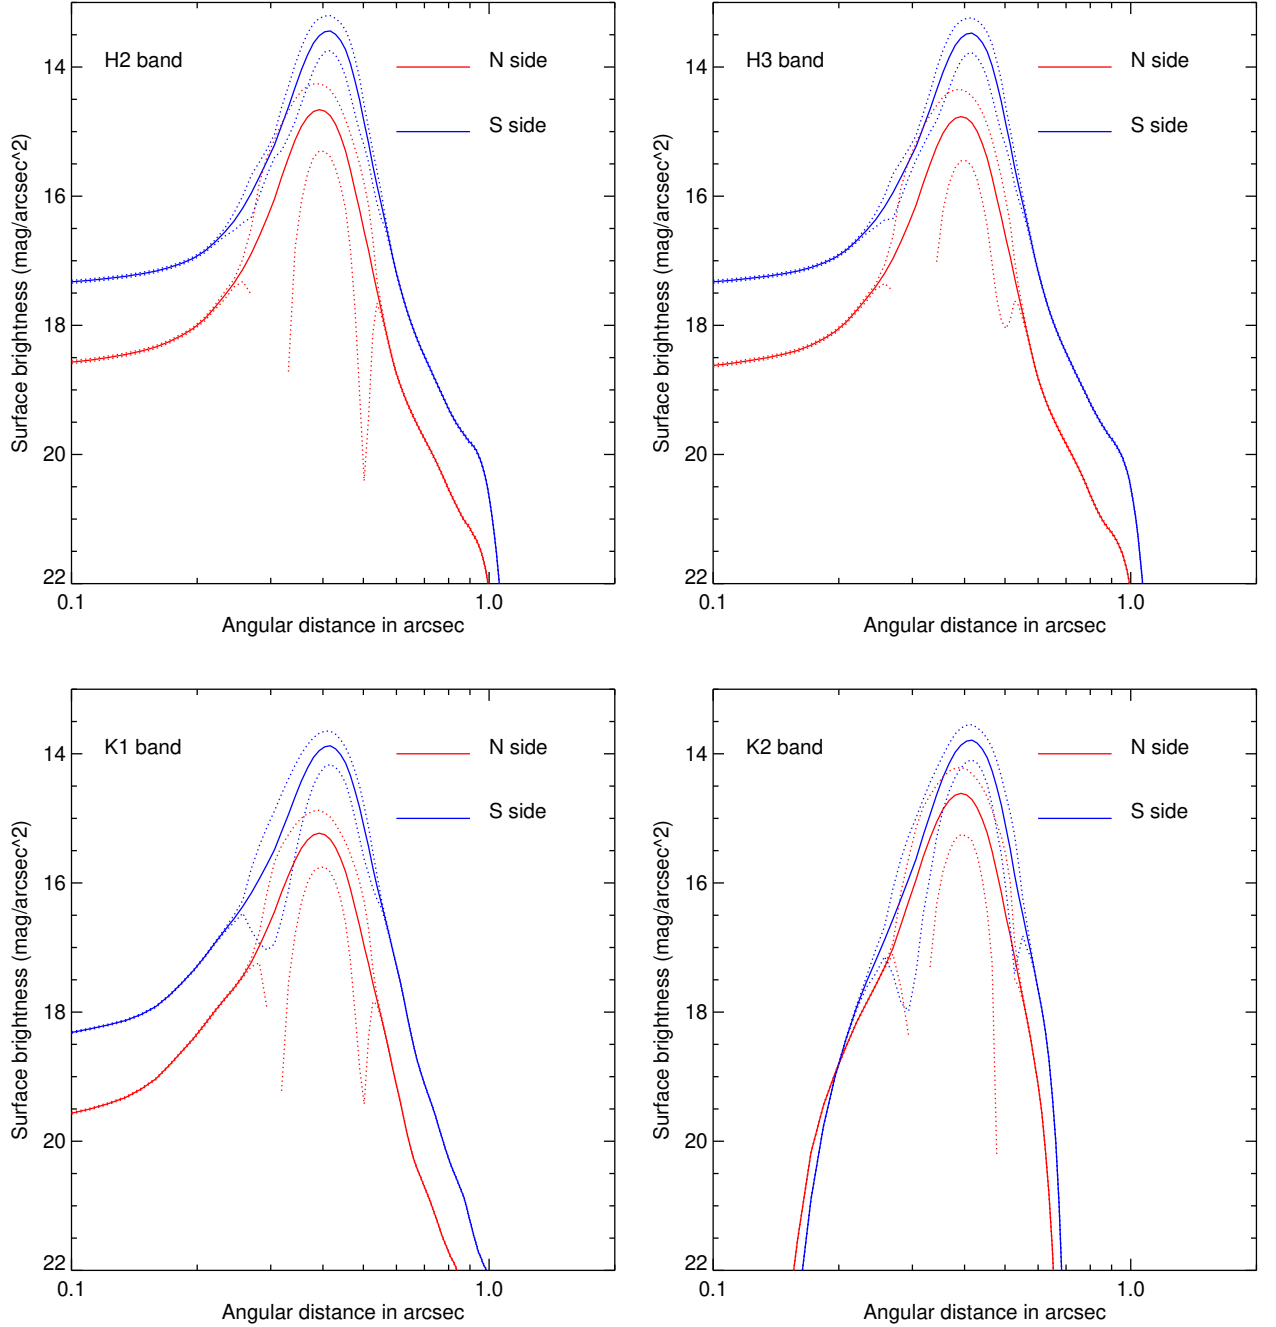 H2 band
N side
S side
14
16
18
20
22
0.1
1.0
Surface brightness (mag/arcsec^2)
Angular distance in arcsec
H3 band
N side
S side
14
16
18
20
22
0.1
1.0
Surface brightness (mag/arcsec^2)
Angular distance in arcsec
K1 band
N side
S side
14
16
18
20
22
0.1
1.0
Surface brightness (mag/arcsec^2)
Angular distance in arcsec
K2 band
N side
S side
14
16
18
20
22
0.1
1.0
Surface brightness (mag/arcsec^2)
Angular distance in arcsec